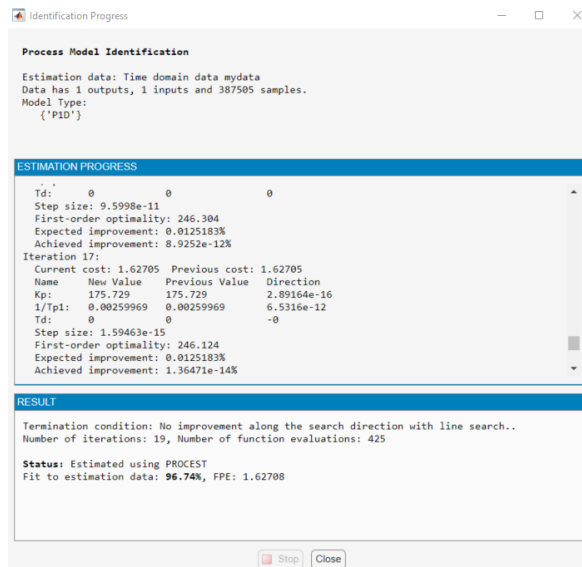 Identification Progress
Process Model Identification
Estimation data: Time domain data mydata
Data has 1 outputs, 1 inputs and 387505 samples.
Model Type:
{'P1D'}
ESTIMATION PROGRESS
Td: 0 0 0
Step size: 9.5998e-11
First-order optimality: 246.304
Expected improvement: 0.0125183%
Achieved improvement: 8.9252e-12%
Iteration 17:
Current cost: 1.62705 Previous cost: 1.62705
Name New Value Previous Value Direction
Kp: 175.729 175.729 2.89164e-16
1/Tp1: 0.00259969 0.00259969 6.5316e-12
Td: 0 0 -0
Step size: 1.59463e-15
First-order optimality: 246.124
Expected improvement: 0.0125183%
Achieved improvement: 1.36471e-14%
RESULT
Termination condition: No improvement along the search direction with line search..
Number of iterations: 19, Number of function evaluations: 425
Status: Estimated using PROCEST
Fit to estimation data: 96.74%, FPE: 1.62708
Stop Close